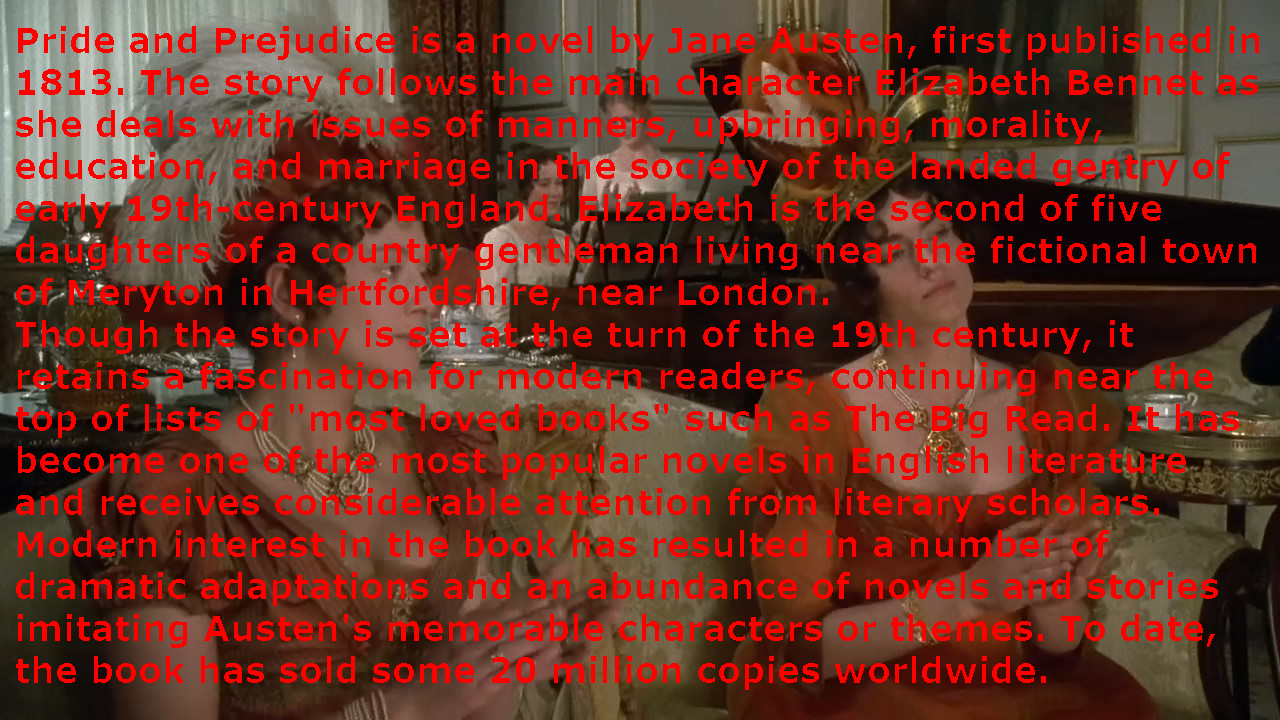 Pride and Prejudice is a novel by Jane Austen, first published in
1813. The story follows the main character Elizabeth Bennet as
she deals with issues of manners, upbringing, morality,
education, and marriage in the society of the landed gentry of
early 19th-century England. Elizabeth is the second of five
daughters of a country gentleman living near the fictional town
of Meryton in Hertfordshire, near London.
Though the story is set at the turn of the 19th century, it
retains a fascination for modern readers, continuing near the
top of lists of "most loved books" such as The Big Read. It has
become one of the most popular novels in English literature
and receives considerable attention from literary scholars.
Modern interest in the book has resulted in a number of
dramatic adaptations and an abundance of novels and stories
imitating Austen's memorable characters or themes. To date,
the book has sold some 20 million copies worldwide.